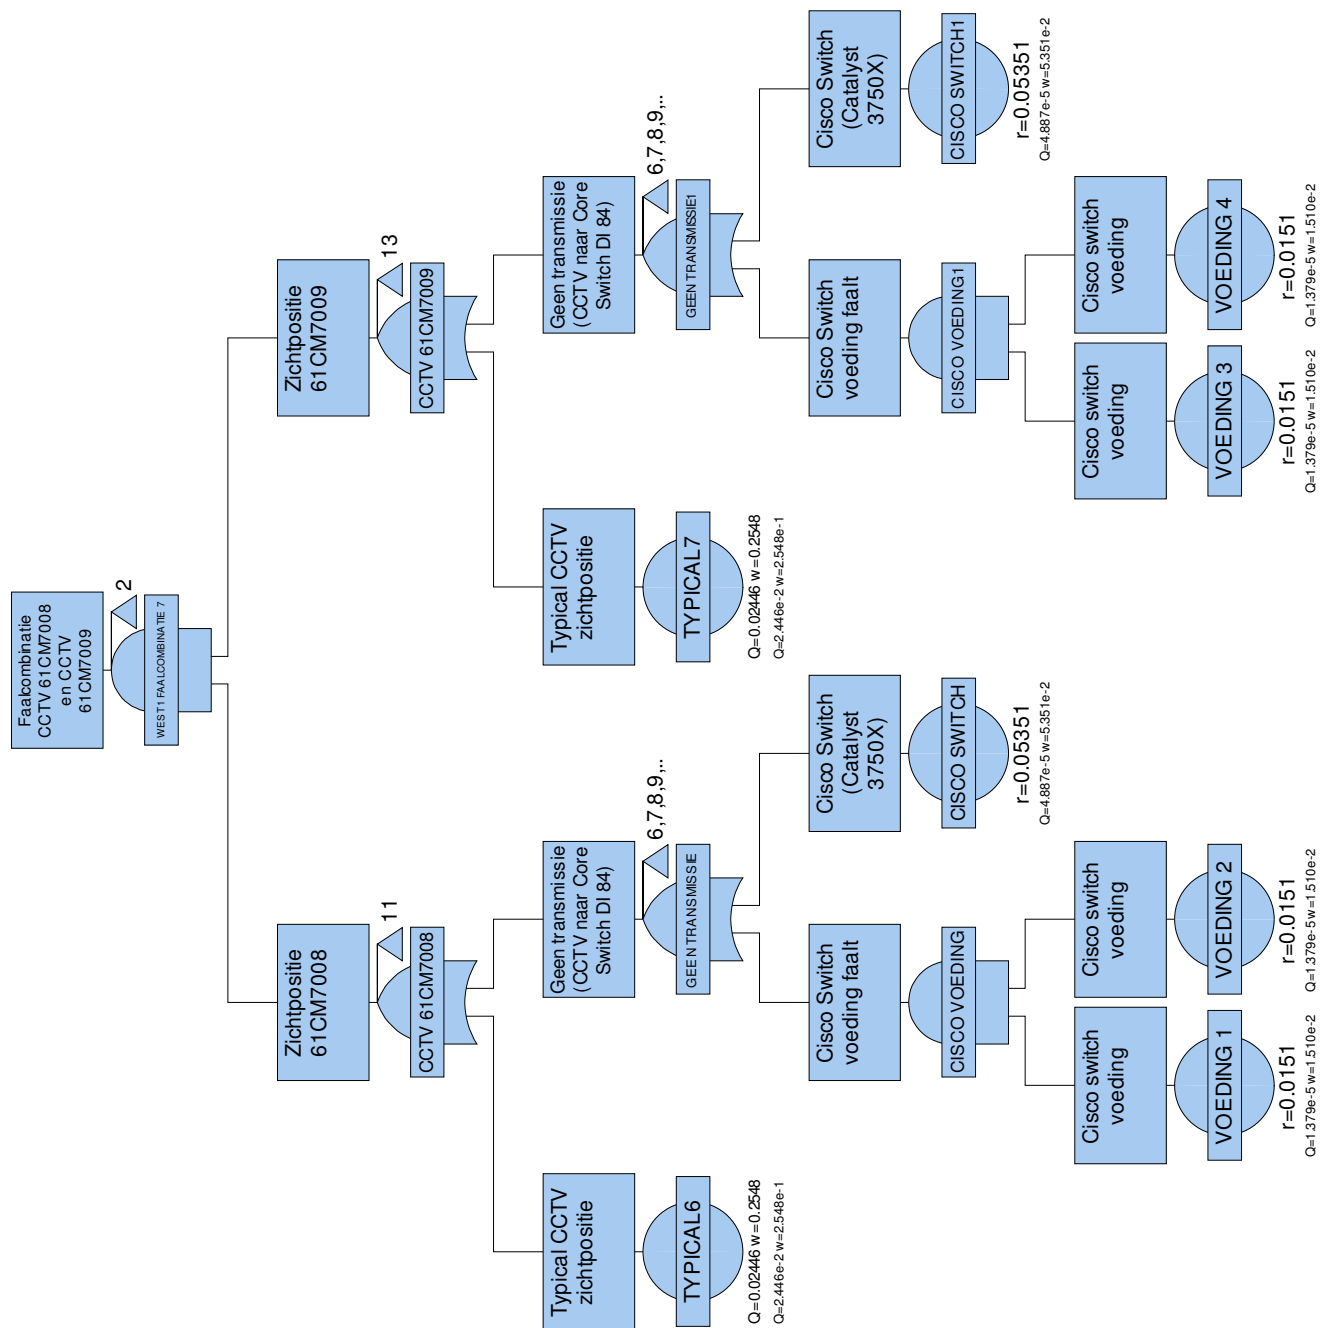 Faalcombinatie
CCTV 61CM7008
en CCTV
61CM7009
2
WEST1 FAALCOMBINATIE 7
Zichtpositie
61CM7008
11
CCTV 61CM7008
Zichtpositie
61CM7009
13
CCTV 61CM7009
Typical CCTV
zichtpositie
TYPICAL6
Q=0.02446 w=0.2548
Q=2.446e-2 w=2.548e-1
Geen transmissie
(CCTV naar Core
Switch DI 84)
6,7,8,9,..
GEEN TRANSMISSIE
Typical CCTV
zichtpositie
TYPICAL7
Q=0.02446 w=0.2548
Q=2.446e-2 w=2.548e-1
Geen transmissie
(CCTV naar Core
Switch DI 84)
6,7,8,9,..
GEEN TRANSMISSIE1
Cisco Switch
voeding faalt
CISCO VOEDING
Cisco Switch
(Catalyst
3750X)
CISCO SWITCH
r=0.05351
Q=4.887e-5 w=5.351e-2
Cisco Switch
voeding faalt
CISCO VOEDING1
Cisco Switch
(Catalyst
3750X)
CISCO SWITCH1
r=0.05351
Q=4.887e-5 w=5.351e-2
Cisco switch
voeding
VOEDING 1
r=0.0151
Q=1.379e-5 w=1.510e-2
Cisco switch
voeding
VOEDING 2
r=0.0151
Q=1.379e-5 w=1.510e-2
Cisco switch
voeding
VOEDING 3
r=0.0151
Q=1.379e-5 w=1.510e-2
Cisco switch
voeding
VOEDING 4
r=0.0151
Q=1.379e-5 w=1.510e-2